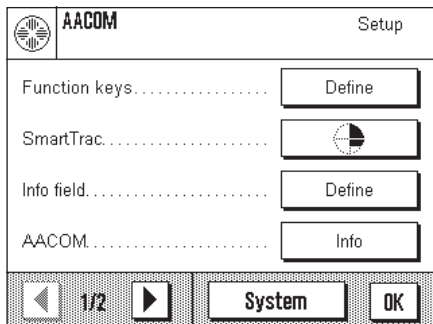 AACOM Setup
Function keys................. Define
SmartTrac.....................
Info field....................... Define
AACOM....................... Info
1/2 System OK